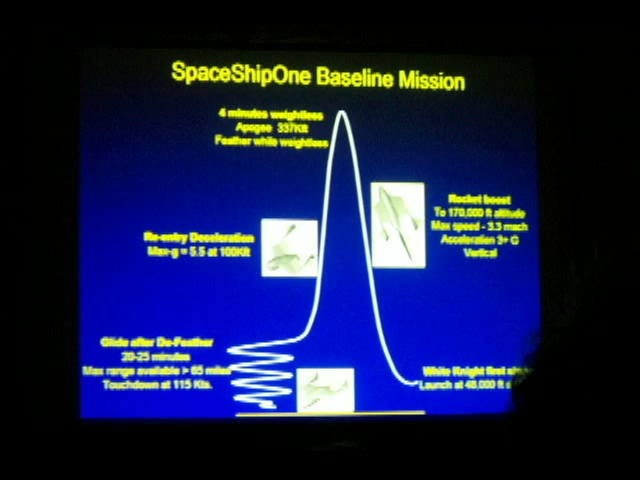 SpaceShipOne Baseline Mission
4 minutes weightless
Apogee 337Kft
Feather while weightless
Rocket boost
To 170,000 ft altitude
Max speed - 3.3 mach
Acceleration 3+ G
Vertical
Re-entry Deceleration
Max-g = 5.5 at 100Kft
Glide after De-Feather
20-25 minutes
Max range available > 65 miles
Touchdown at 115 Kts.
White Knight first
Launch at 48,000 ft